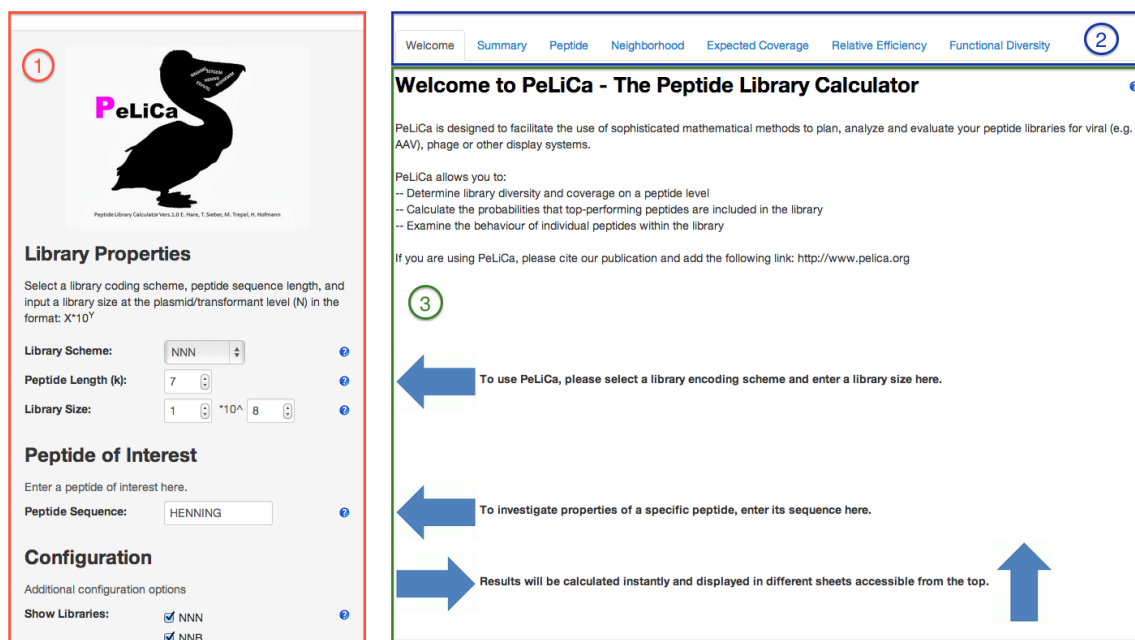 1
PeLiCa
Peptide Library Calculator Vers.1.0 E. Hare, T. Sieber, M. Trepel, H. Hofmann
Library Properties
Select a library coding scheme, peptide sequence length, and
input a library size at the plasmid/transformant level (N) in the
format: X*10^Y
Library Scheme: NNN
Peptide Length (k): 7
Library Size: 1 *10^ 8
Peptide of Interest
Enter a peptide of interest here.
Peptide Sequence: HENNING
Configuration
Additional configuration options
Show Libraries: NNN
NNB
Welcome Summary Peptide Neighborhood Expected Coverage Relative Efficiency Functional Diversity 2
Welcome to PeLiCa - The Peptide Library Calculator
PeLiCa is designed to facilitate the use of sophisticated mathematical methods to plan, analyze and evaluate your peptide libraries for viral (e.g.
AAV), phage or other display systems.
PeLiCa allows you to:
-- Determine library diversity and coverage on a peptide level
-- Calculate the probabilities that top-performing peptides are included in the library
-- Examine the behaviour of individual peptides within the library
If you are using PeLiCa, please cite our publication and add the following link: http://www.pelica.org
3
To use PeLiCa, please select a library encoding scheme and enter a library size here.
To investigate properties of a specific peptide, enter its sequence here.
Results will be calculated instantly and displayed in different sheets accessible from the top.